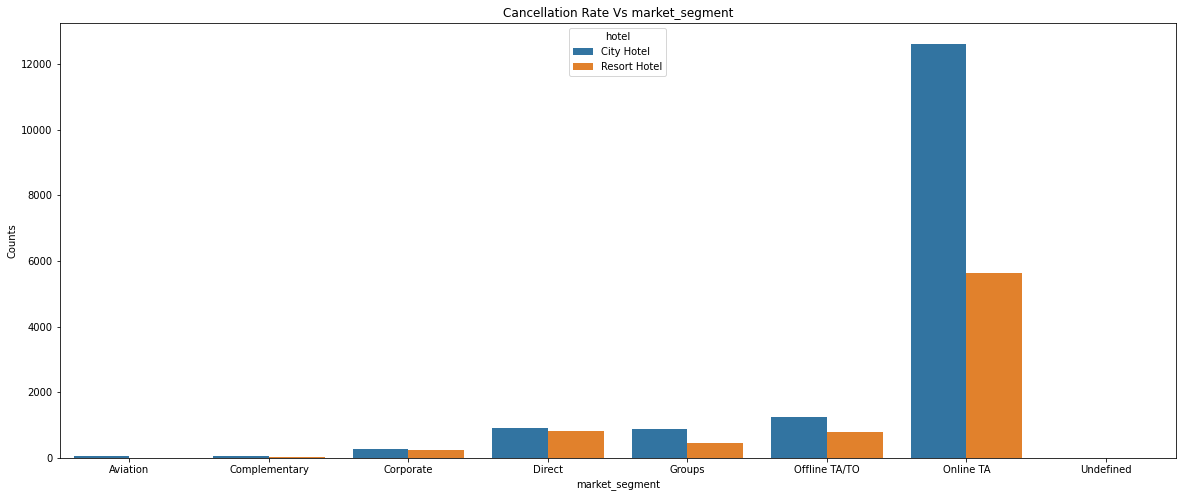 Cancellation Rate Vs market_segment
hotel
City Hotel
Resort Hotel
Counts
12000
10000
8000
6000
4000
2000
0
Aviation Complementary Corporate Direct Groups Offline TA/TO Online TA Undefined
market_segment